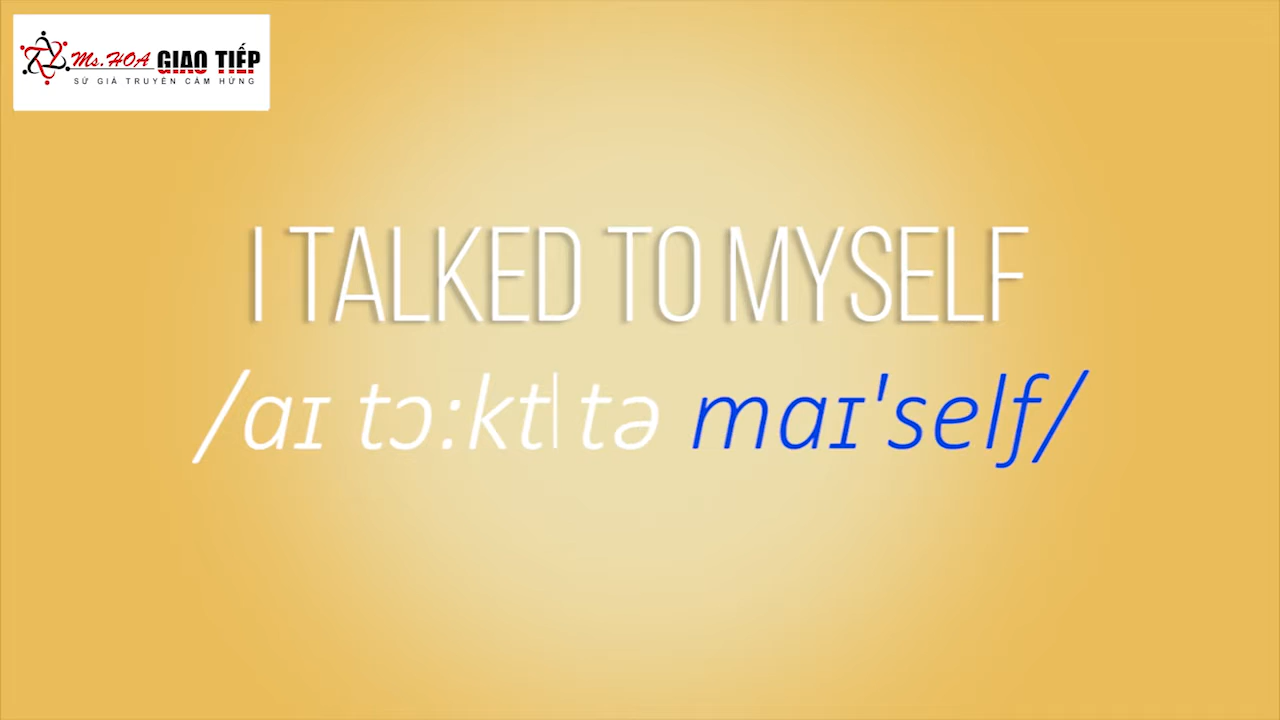 Ms.HOA GIAO TIẾP
SỨ GIẢ TRUYỀN CẢM HỨNG
I TALKED TO MYSELF
/aɪ tɔ:kt| tə maɪ'self/